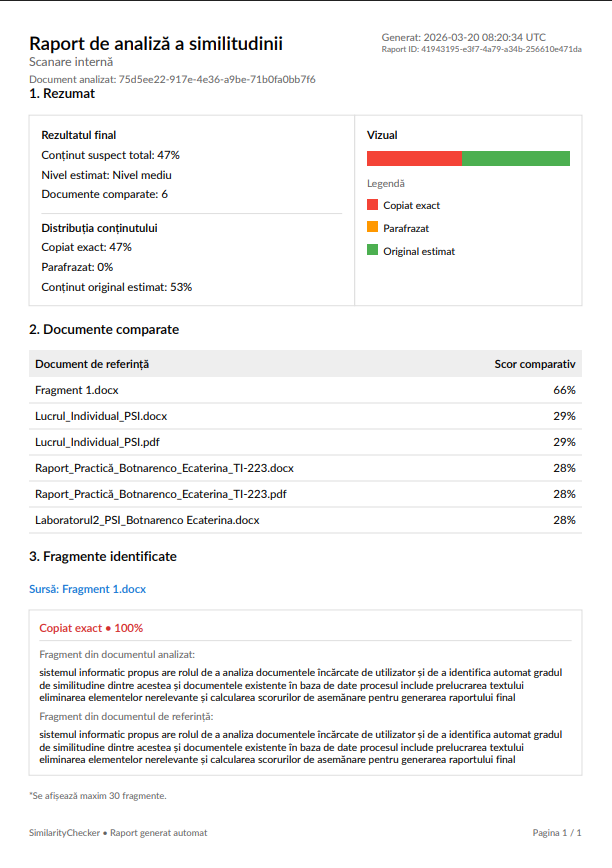 Raport de analiză a similitudinii
Generat: 2026-03-20 08:20:34 UTC
Raport ID: 41943195-e3f7-4a79-a34b-256610e471da
Scanare internă
Document analizat: 75d5ee22-917e-4e36-a9be-71b0fa0bb7f6
1. Rezumat
Rezultatul final
Conținut suspect total: 47%
Nivel estimat: Nivel mediu
Documente comparate: 6
Distribuția conținutului
Copiat exact: 47%
Parafrazat: 0%
Conținut original estimat: 53%
Vizual
Legendă
Copiat exact
Parafrazat
Original estimat
2. Documente comparate
Document de referință Scor comparativ
Fragment 1.docx 66%
Lucrul_Individual_PSI.docx 29%
Lucrul_Individual_PSI.pdf 29%
Raport_Practică_Botnarenco_Ecaterina_TI-223.docx 28%
Raport_Practică_Botnarenco_Ecaterina_TI-223.pdf 28%
Laboratorul2_PSI_Botnarenco Ecaterina.docx 28%
3. Fragmente identificate
Sursă: Fragment 1.docx
Copiat exact • 100%
Fragment din documentul analizat:
sistemul informatic propus are rolul de a analiza documentele încărcate de utilizator și de a identifica automat gradul
de similitudine dintre acestea și documentele existente în baza de date procesul include prelucrarea textului
eliminarea elementelor nerelevante și calcularea scorurilor de asemănare pentru generarea raportului final
Fragment din documentul de referință:
sistemul informatic propus are rolul de a analiza documentele încărcate de utilizator și de a identifica automat gradul
de similitudine dintre acestea și documentele existente în baza de date procesul include prelucrarea textului
eliminarea elementelor nerelevante și calcularea scorurilor de asemănare pentru generarea raportului final
*Se afișează maxim 30 fragmente.
SimilarityChecker • Raport generat automat
Pagina 1 / 1